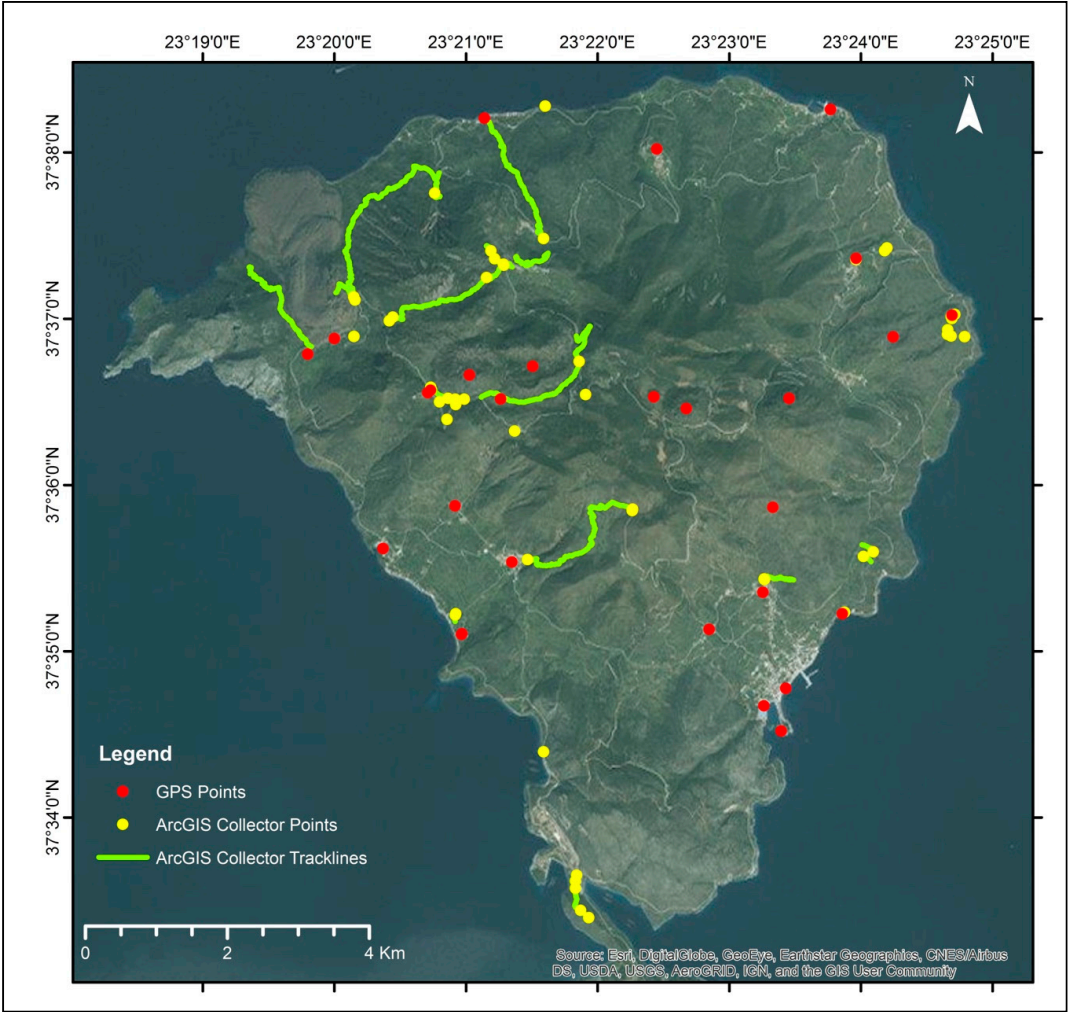 23°19'0"E 23°20'0"E 23°21'0"E 23°22'0"E 23°23'0"E 23°24'0"E 23°25'0"E
N
37°38'0"N
37°37'0"N
37°36'0"N
37°35'0"N
37°34'0"N
Legend
GPS Points
ArcGIS Collector Points
ArcGIS Collector Tracklines
0 2 4 Km
Source: Esri, DigitalGlobe, GeoEye, Earthstar Geographics, CNES/Airbus
DS, USDA, USGS, AeroGRID, IGN, and the GIS User Community